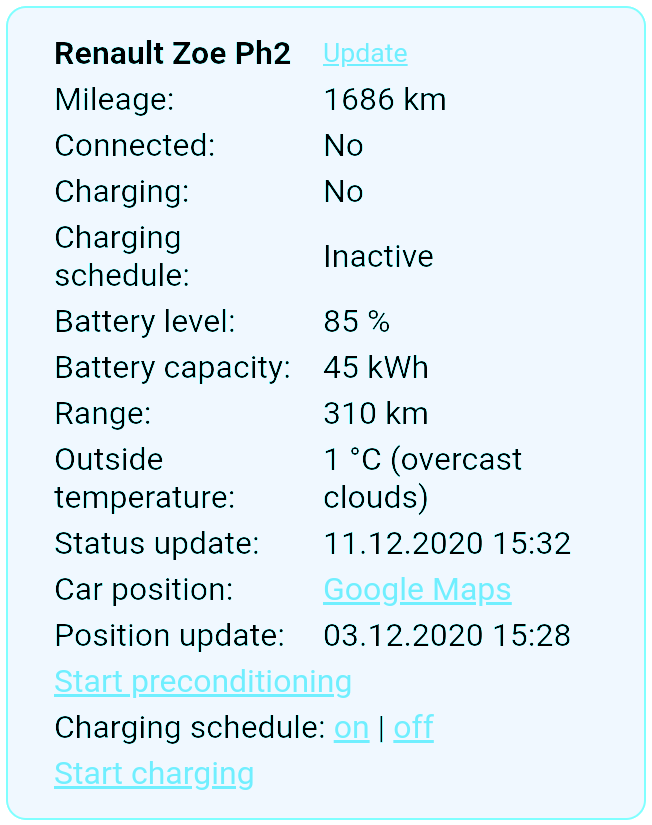 Renault Zoe Ph2 Update
Mileage: 1686 km
Connected: No
Charging: No
Charging
schedule: Inactive
Battery level: 85 %
Battery capacity: 45 kWh
Range: 310 km
Outside 1 °C (overcast
temperature: clouds)
Status update: 11.12.2020 15:32
Car position: Google Maps
Position update: 03.12.2020 15:28
Start preconditioning
Charging schedule: on | off
Start charging